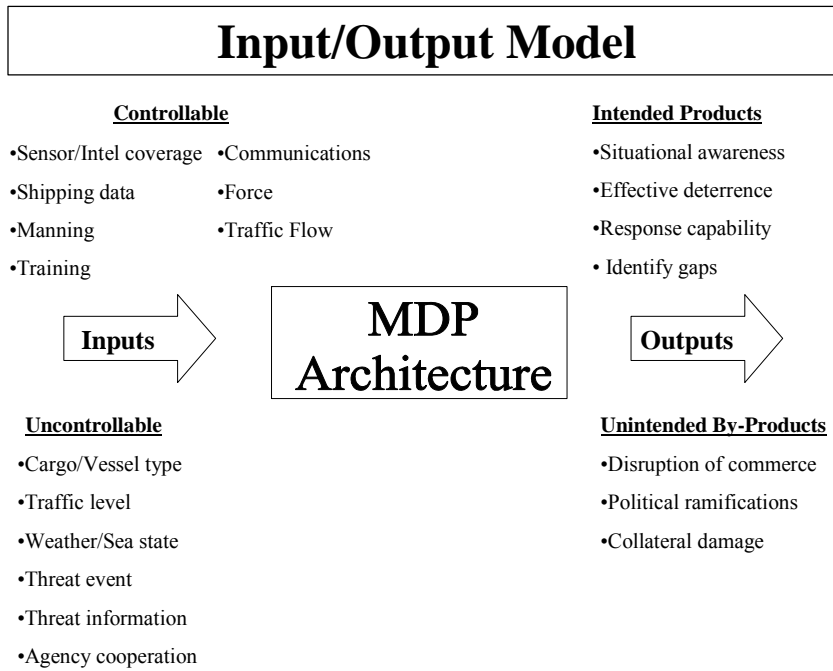 Input/Output Model
Controllable
•Sensor/Intel coverage
•Shipping data
•Manning
•Training
•Communications
•Force
•Traffic Flow
Intended Products
•Situational awareness
•Effective deterrence
•Response capability
• Identify gaps
Inputs
MDP
Architecture
Outputs
Uncontrollable
•Cargo/Vessel type
•Traffic level
•Weather/Sea state
•Threat event
•Threat information
•Agency cooperation
Unintended By-Products
•Disruption of commerce
•Political ramifications
•Collateral damage